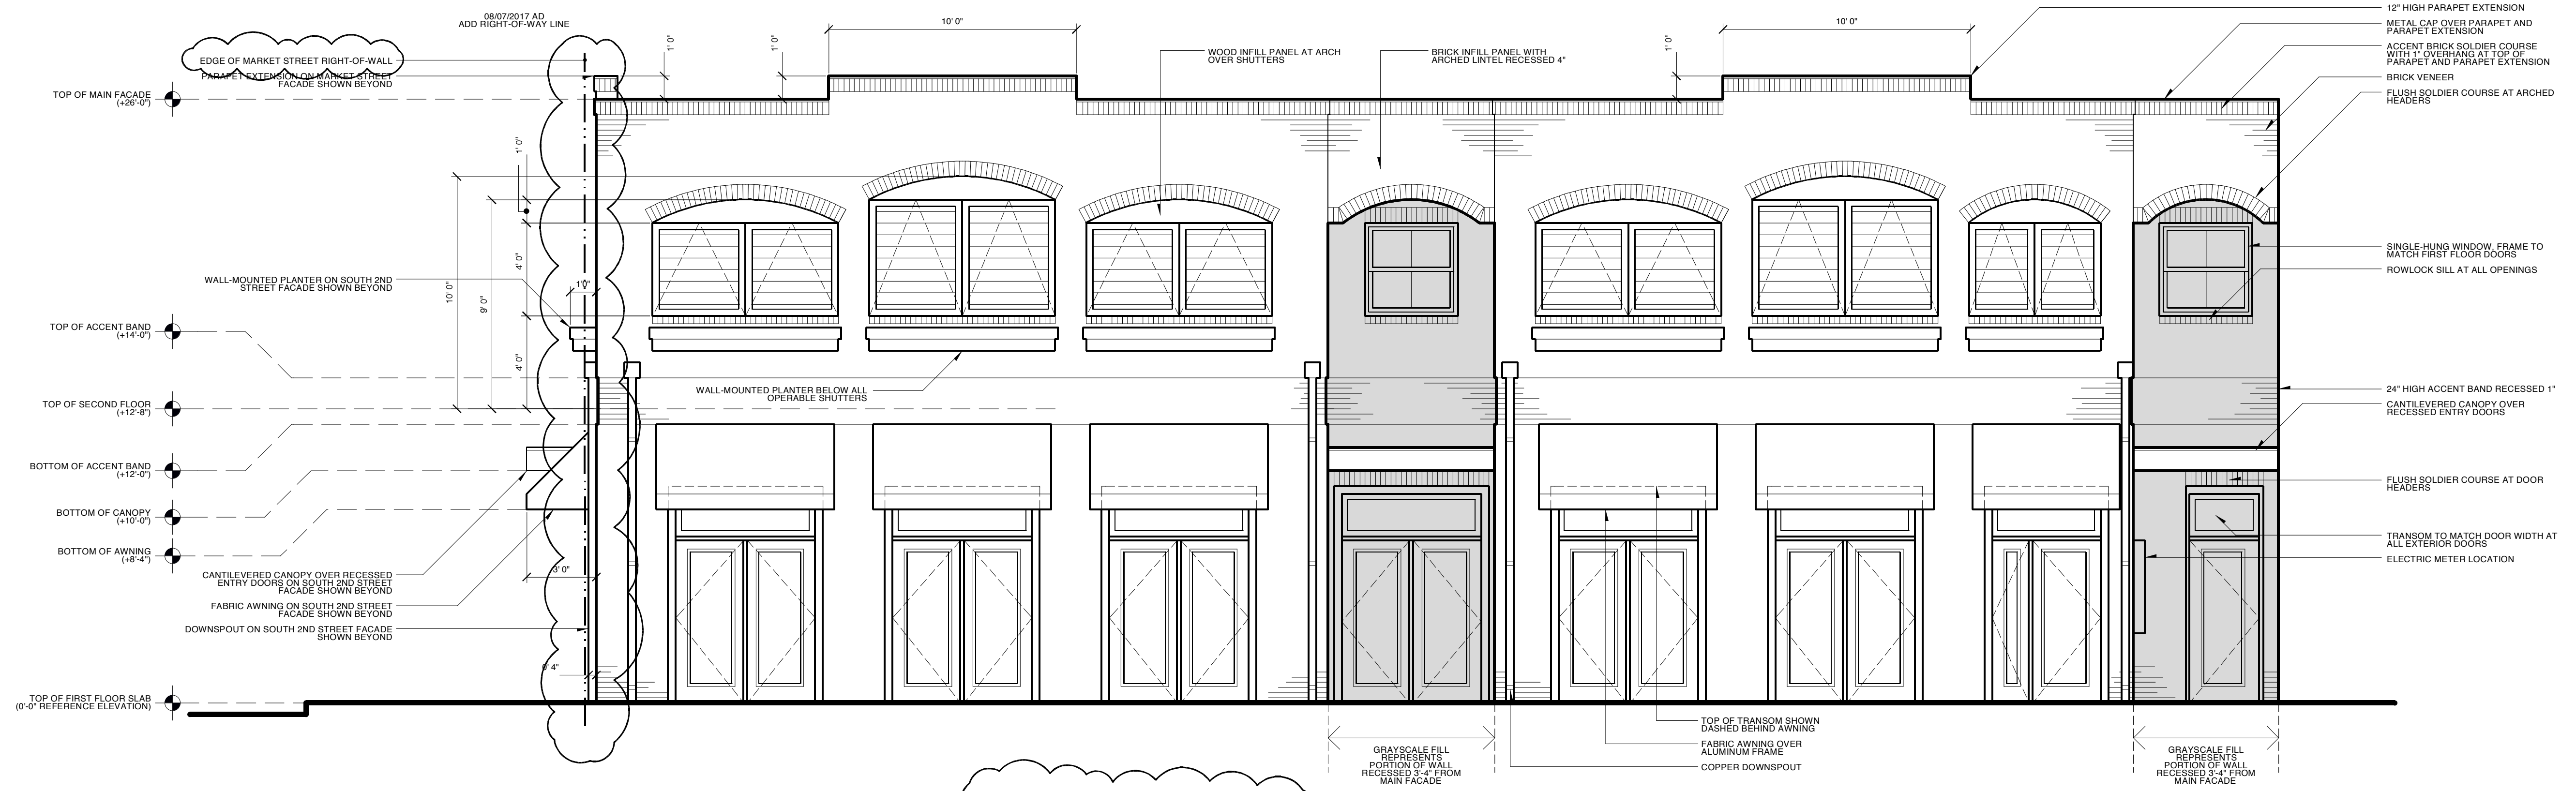 08/07/2017 AD
ADD RIGHT-OF-WAY LINE
EDGE OF MARKET STREET RIGHT-OF-WALL
PARAPET EXTENSION ON MARKET STREET
FACADE SHOWN BEYOND
TOP OF MAIN FACADE
(+26'-0")
WALL-MOUNTED PLANTER ON SOUTH 2ND
STREET FACADE SHOWN BEYOND
TOP OF ACCENT BAND
(+14'-0")
TOP OF SECOND FLOOR
(+12'-8")
BOTTOM OF ACCENT BAND
(+12'-0")
BOTTOM OF CANOPY
(+10'-0")
BOTTOM OF AWNING
(+8'-4")
CANTILEVERED CANOPY OVER RECESSED
ENTRY DOORS ON SOUTH 2ND STREET
FACADE SHOWN BEYOND
FABRIC AWNING ON SOUTH 2ND STREET
FACADE SHOWN BEYOND
DOWNSPOUT ON SOUTH 2ND STREET FACADE
SHOWN BEYOND
TOP OF FIRST FLOOR SLAB
(0'-0" REFERENCE ELEVATION)
10' 0"
9' 0"
1' 0"
4' 0"
4' 0"
1' 0"
3' 0"
0' 4"
1' 0"
1' 0"
10' 0"
WOOD INFILL PANEL AT ARCH
OVER SHUTTERS
BRICK INFILL PANEL WITH
ARCHED LINTEL RECESSED 4"
1' 0"
10' 0"
WALL-MOUNTED PLANTER BELOW ALL
OPERABLE SHUTTERS
12" HIGH PARAPET EXTENSION
METAL CAP OVER PARAPET AND
PARAPET EXTENSION
ACCENT BRICK SOLDIER COURSE
WITH 1" OVERHANG AT TOP OF
PARAPET AND PARAPET EXTENSION
BRICK VENEER
FLUSH SOLDIER COURSE AT ARCHED
HEADERS
SINGLE-HUNG WINDOW, FRAME TO
MATCH FIRST FLOOR DOORS
ROWLOCK SILL AT ALL OPENINGS
24" HIGH ACCENT BAND RECESSED 1"
CANTILEVERED CANOPY OVER
RECESSED ENTRY DOORS
FLUSH SOLDIER COURSE AT DOOR
HEADERS
TRANSOM TO MATCH DOOR WIDTH AT
ALL EXTERIOR DOORS
ELECTRIC METER LOCATION
TOP OF TRANSOM SHOWN
DASHED BEHIND AWNING
FABRIC AWNING OVER
ALUMINUM FRAME
COPPER DOWNSPOUT
GRAYSCALE FILL
REPRESENTS
PORTION OF WALL
RECESSED 3'-4" FROM
MAIN FACADE
GRAYSCALE FILL
REPRESENTS
PORTION OF WALL
RECESSED 3'-4" FROM
MAIN FACADE